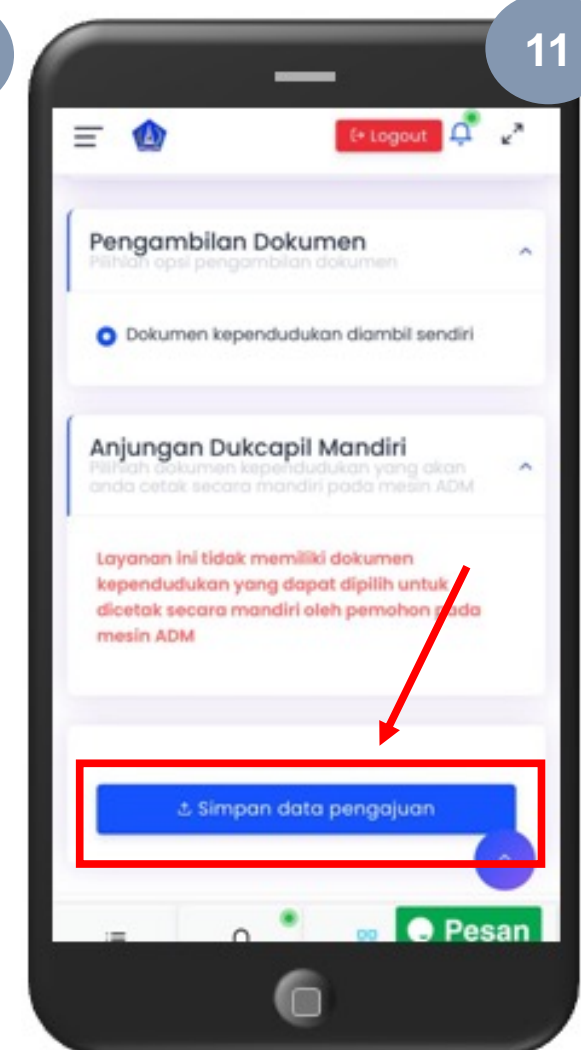 11
Logout
Pengambilan Dokumen
Pilihlah opsi pengambilan dokumen
Dokumen kependudukan diambil sendiri
Anjungan Dukcapil Mandiri
Pilihlah dokumen kependudukan yang akan
anda cetak secara mandiri pada mesin ADM
Layanan ini tidak memiliki dokumen
kependudukan yang dapat dipilih untuk
dicetak secara mandiri oleh pemohon pada
mesin ADM
Simpan data pengajuan
Pesan